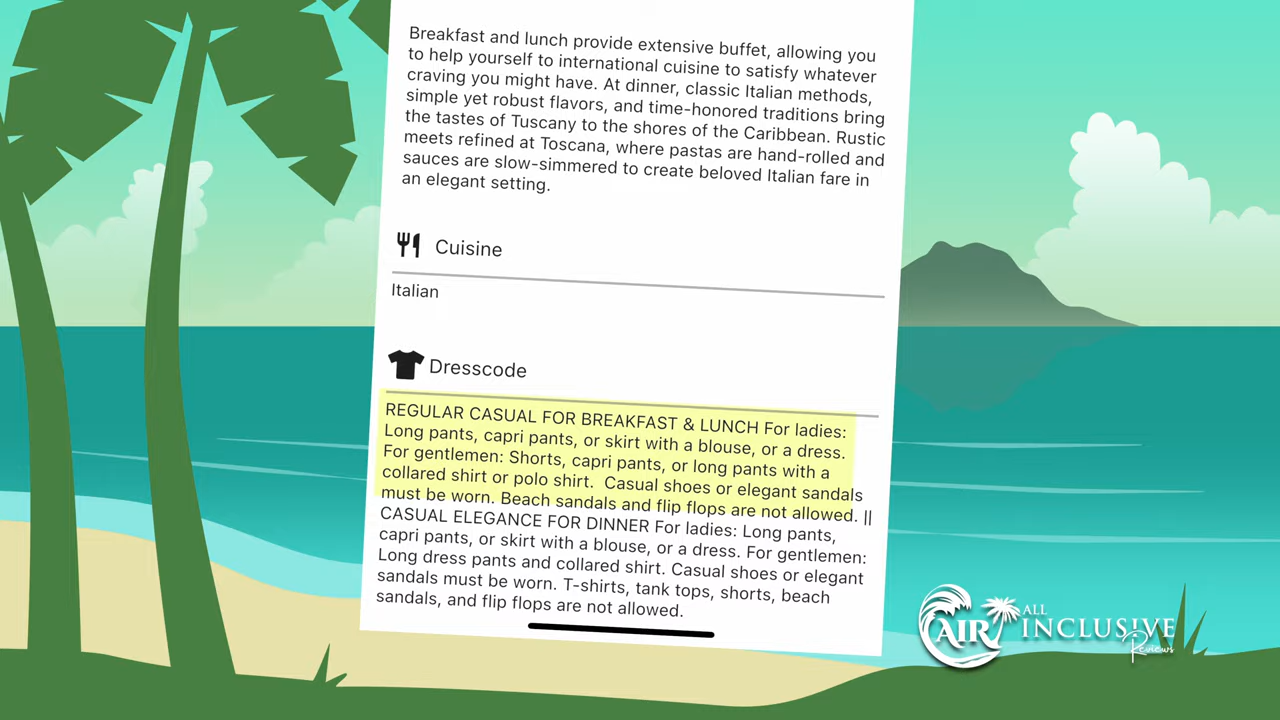 Breakfast and lunch provide extensive buffet, allowing you
to help yourself to international cuisine to satisfy whatever
craving you might have. At dinner, classic Italian methods,
simple yet robust flavors, and time-honored traditions bring
the tastes of Tuscany to the shores of the Caribbean. Rustic
meets refined at Toscana, where pastas are hand-rolled and
sauces are slow-simmered to create beloved Italian fare in
an elegant setting.
Cuisine
Italian
Dresscode
REGULAR CASUAL FOR BREAKFAST & LUNCH For ladies:
Long pants, capri pants, or skirt with a blouse, or a dress.
For gentlemen: Shorts, capri pants, or long pants with a
collared shirt or polo shirt.  Casual shoes or elegant sandals
must be worn. Beach sandals and flip flops are not allowed. ||
CASUAL ELEGANCE FOR DINNER For ladies: Long pants,
capri pants, or skirt with a blouse, or a dress. For gentlemen:
Long dress pants and collared shirt. Casual shoes or elegant
sandals must be worn. T-shirts, tank tops, shorts, beach
sandals, and flip flops are not allowed.
AIR
ALL
INCLUSIVE
Reviews